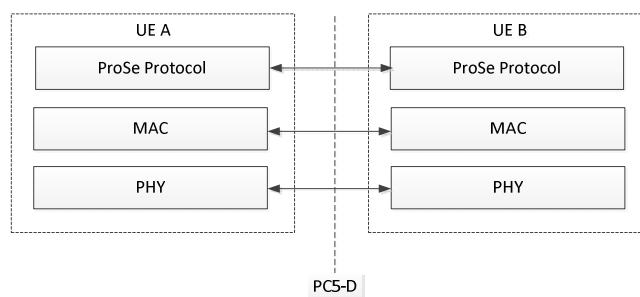 UE A
UE B
ProSe Protocol
ProSe Protocol
MAC
MAC
PHY
PHY
PC5-D